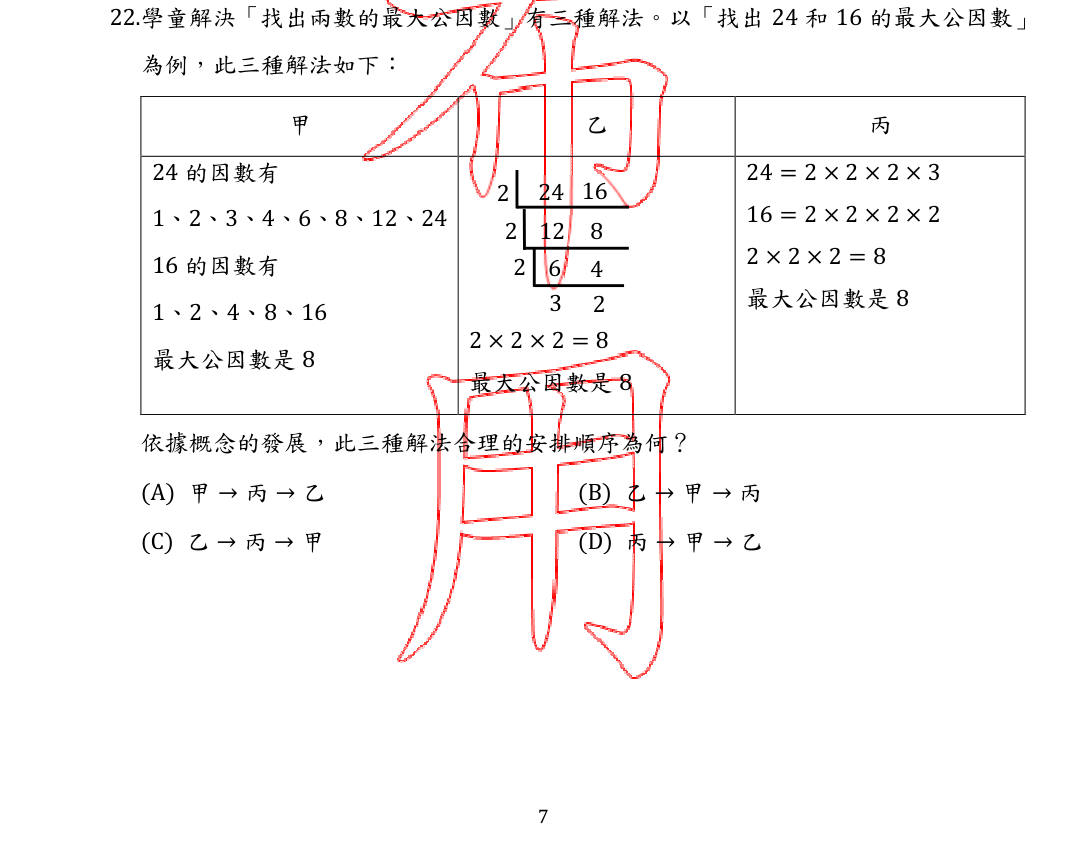 22.學童解決「找出兩數的最大公因數」有三種解法。以「找出 24 和 16 的最大公因數」
為例，此三種解法如下：
甲
乙
丙
24 的因數有
1、2、3、4、6、8、12、24
16 的因數有
1、2、4、8、16
最大公因數是 8
2 24 16
2 12 8
2 6 4
3 2
2 × 2 × 2 = 8
最大公因數是 8
24 = 2 × 2 × 2 × 3
16 = 2 × 2 × 2 × 2
2 × 2 × 2 = 8
最大公因數是 8
依據概念的發展，此三種解法合理的安排順序為何？
(A) 甲 → 丙 → 乙
(B) 乙 → 甲 → 丙
(C) 乙 → 丙 → 甲
(D) 丙 → 甲 → 乙
布
用
7